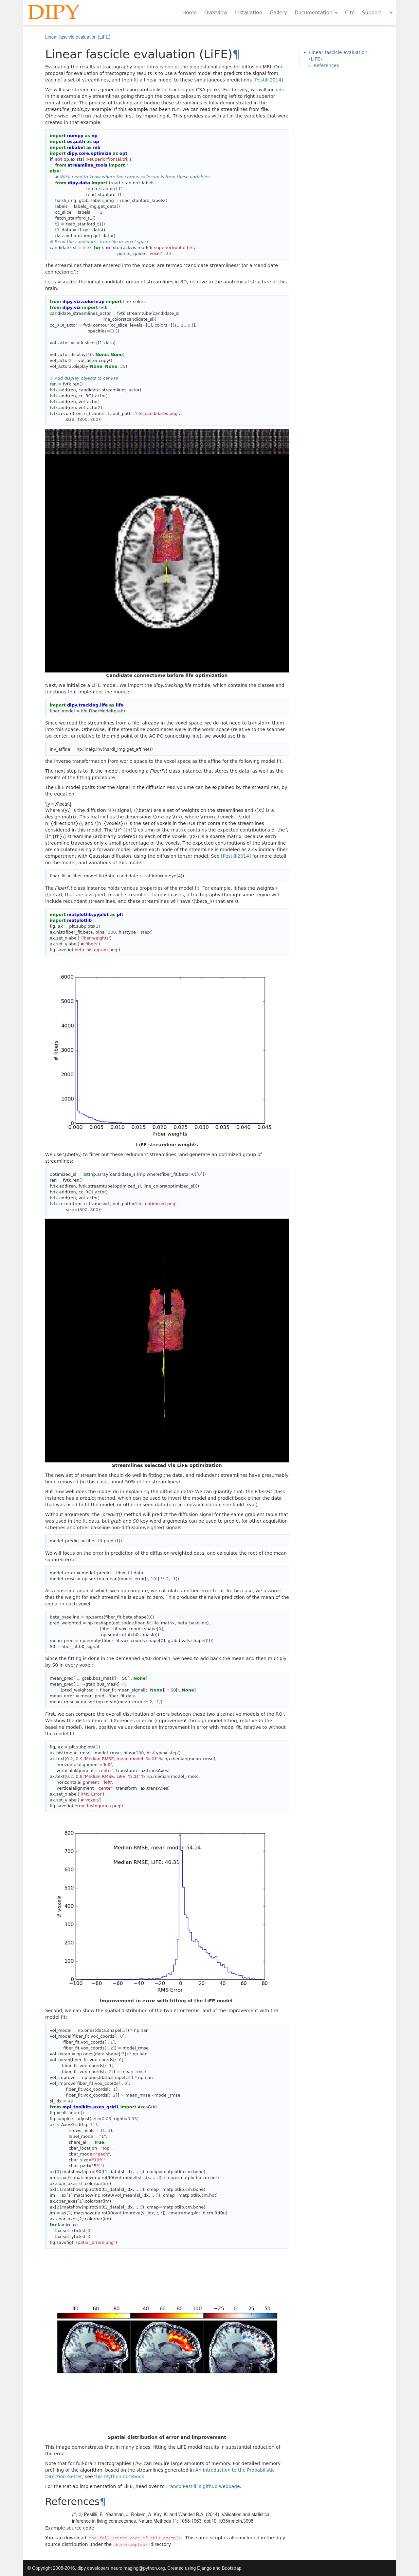 DIPY
Home Overview Installation Gallery Documentation Cite Support
Linear fascicle evaluation (LiFE)
Linear fascicle evaluation (LiFE)¶
Linear fascicle evaluation
(LiFE)
References
Evaluating the results of tractography algorithms is one of the biggest challenges for diffusion MRI. One
proposal for evaluation of tractography results is to use a forward model that predicts the signal from
each of a set of streamlines, and then fit a linear model to these simultaneous predictions [Pestilli2014].
We will use streamlines generated using probabilistic tracking on CSA peaks. For brevity, we will include
in this example only streamlines going through the corpus callosum connecting left to right superior
frontal cortex. The process of tracking and finding these streamlines is fully demonstrated in the
streamline_tools.py example. If this example has been run, we can read the streamlines from file.
Otherwise, we'll run that example first, by importing it. This provides us with all of the variables that were
created in that example:
import numpy as np
import os.path as op
import nibabel as nib
import dipy.core.optimize as opt
if not op.exists('lr-superiorfrontal.trk'):
from streamline_tools import *
else:
# We'll need to know where the corpus callosum is from these variables:
from dipy.data import (read_stanford_labels,
fetch_stanford_t1,
read_stanford_t1)
hardi_img, gtab, labels_img = read_stanford_labels()
labels = labels_img.get_data()
cc_slice = labels == 2
fetch_stanford_t1()
t1 = read_stanford_t1()
t1_data = t1.get_data()
data = hardi_img.get_data()
# Read the candidates from file in voxel space:
candidate_sl = [s[0] for s in nib.trackvis.read('lr-superiorfrontal.trk',
points_space='voxel')[0]]
The streamlines that are entered into the model are termed 'candidate streamlines' (or a 'candidate
connectome'):
Let's visualize the initial candidate group of streamlines in 3D, relative to the anatomical structure of this
brain:
from dipy.viz.colormap import line_colors
from dipy.viz import fvtk
candidate_streamlines_actor = fvtk.streamtube(candidate_sl,
line_colors(candidate_sl))
cc_ROI_actor = fvtk.contour(cc_slice, levels=[1], colors=[(1., 1., 0.)],
opacities=[1.])
vol_actor = fvtk.slicer(t1_data)
vol_actor.display(40, None, None)
vol_actor2 = vol_actor.copy()
vol_actor2.display(None, None, 35)
# Add display objects to canvas
ren = fvtk.ren()
fvtk.add(ren, candidate_streamlines_actor)
fvtk.add(ren, cc_ROI_actor)
fvtk.add(ren, vol_actor)
fvtk.add(ren, vol_actor2)
fvtk.record(ren, n_frames=1, out_path='life_candidates.png',
size=(800, 800))
Candidate connectome before life optimization
Next, we initialize a LiFE model. We import the dipy.tracking.life module, which contains the classes and
functions that implement the model:
import dipy.tracking.life as life
fiber_model = life.FiberModel(gtab)
Since we read the streamlines from a file, already in the voxel space, we do not need to transform them
into this space. Otherwise, if the streamline coordinates were in the world space (relative to the scanner
iso-center, or relative to the mid-point of the AC-PC-connecting line), we would use this:
inv_affine = np.linalg.inv(hardi_img.get_affine())
the inverse transformation from world space to the voxel space as the affine for the following model fit.
The next step is to fit the model, producing a FiberFit class instance, that stores the data, as well as the
results of the fitting procedure.
The LiFE model posits that the signal in the diffusion MRI volume can be explained by the streamlines, by
the equation
\[y = X\beta\]
Where \(y\) is the diffusion MRI signal, \(\beta\) are a set of weights on the streamlines and \(X\) is a
design matrix. This matrix has the dimensions \(m\) by \(n\), where \(m=n_{voxels} \cdot
n_{directions}\), and \(n_{voxels}\) is the set of voxels in the ROI that contains the streamlines
considered in this model. The \(i^{th}\) column of the matrix contains the expected contributions of the \
(i^{th}\) streamline (arbitrarly ordered) to each of the voxels. \(X\) is a sparse matrix, because each
streamline traverses only a small percentage of the voxels. The expected contributions of the streamline
are calculated using a forward model, where each node of the streamline is modeled as a cylindrical fiber
compartment with Gaussian diffusion, using the diffusion tensor model. See [Pestilli2014] for more detail
on the model, and variations of this model.
fiber_fit = fiber_model.fit(data, candidate_sl, affine=np.eye(4))
The FiberFit class instance holds various properties of the model fit. For example, it has the weights \
(\beta\), that are assigned to each streamline. In most cases, a tractography through some region will
include redundant streamlines, and these streamlines will have \(\beta_i\) that are 0.
import matplotlib.pyplot as plt
import matplotlib
fig, ax = plt.subplots(1)
ax.hist(fiber_fit.beta, bins=100, histtype='step')
ax.set_xlabel('Fiber weights')
ax.set_ylabel('# fibers')
fig.savefig('beta_histogram.png')
6000
5000
4000
3000
2000
1000
0
# fibers
0.000 0.005 0.010 0.015 0.020 0.025 0.030 0.035 0.040 0.045
Fiber weights
LiFE streamline weights
We use \(\beta\) to filter out these redundant streamlines, and generate an optimized group of
streamlines:
optimized_sl = list(np.array(candidate_sl)[np.where(fiber_fit.beta>0)[0]])
ren = fvtk.ren()
fvtk.add(ren, fvtk.streamtube(optimized_sl, line_colors(optimized_sl)))
fvtk.add(ren, cc_ROI_actor)
fvtk.add(ren, vol_actor)
fvtk.record(ren, n_frames=1, out_path='life_optimized.png',
size=(800, 800))
Streamlines selected via LiFE optimization
The new set of streamlines should do well in fitting the data, and redundant streamlines have presumably
been removed (in this case, about 50% of the streamlines).
But how well does the model do in explaining the diffusion data? We can quantify that: the FiberFit class
instance has a predict method, which can be used to invert the model and predict back either the data
that was used to fit the model, or other unseen data (e.g. in cross-validation, see kfold_xval).
Without arguments, the .predict() method will predict the diffusion signal for the same gradient table that
was used in the fit data, but gtab and S0 key-word arguments can be used to predict for other acquisition
schemes and other baseline non-diffusion-weighted signals.
model_predict = fiber_fit.predict()
We will focus on the error in prediction of the diffusion-weighted data, and calculate the root of the mean
squared error.
model_error = model_predict - fiber_fit.data
model_rmse = np.sqrt(np.mean(model_error[:, 10:] ** 2, -1))
As a baseline against which we can compare, we calculate another error term. In this case, we assume
that the weight for each streamline is equal to zero. This produces the naive prediction of the mean of the
signal in each voxel.
beta_baseline = np.zeros(fiber_fit.beta.shape[0])
pred_weighted = np.reshape(opt.spdot(fiber_fit.life_matrix, beta_baseline),
(fiber_fit.vox_coords.shape[0],
np.sum(~gtab.b0s_mask)))
mean_pred = np.empty((fiber_fit.vox_coords.shape[0], gtab.bvals.shape[0]))
S0 = fiber_fit.b0_signal
Since the fitting is done in the demeaned S/S0 domain, we need to add back the mean and then multiply
by S0 in every voxel:
mean_pred[..., gtab.b0s_mask] = S0[:, None]
mean_pred[..., ~gtab.b0s_mask] =\
(pred_weighted + fiber_fit.mean_signal[:, None]) * S0[:, None]
mean_error = mean_pred - fiber_fit.data
mean_rmse = np.sqrt(np.mean(mean_error ** 2, -1))
First, we can compare the overall distribution of errors between these two alternative models of the ROI.
We show the distribution of differences in error (improvement through model fitting, relative to the
baseline model). Here, positive values denote an improvement in error with model fit, relative to without
the model fit.
fig, ax = plt.subplots(1)
ax.hist(mean_rmse - model_rmse, bins=100, histtype='step')
ax.text(0.2, 0.9,'Median RMSE, mean model: %.2f' % np.median(mean_rmse),
horizontalalignment='left',
verticalalignment='center', transform=ax.transAxes)
ax.text(0.2, 0.8,'Median RMSE, LiFE: %.2f' % np.median(model_rmse),
horizontalalignment='left',
verticalalignment='center', transform=ax.transAxes)
ax.set_xlabel('RMS Error')
ax.set_ylabel('# voxels')
fig.savefig('error_histograms.png')
800
700
600
500
400
300
200
100
0
# voxels
Median RMSE, mean model: 54.14
Median RMSE, LiFE: 40.31
−100 −80 −60 −40 −20 0 20 40 60 80
RMS Error
Improvement in error with fitting of the LiFE model.
Second, we can show the spatial distribution of the two error terms, and of the improvement with the
model fit:
vol_model = np.ones(data.shape[:3]) * np.nan
vol_model[fiber_fit.vox_coords[:, 0],
fiber_fit.vox_coords[:, 1],
fiber_fit.vox_coords[:, 2]] = model_rmse
vol_mean = np.ones(data.shape[:3]) * np.nan
vol_mean[fiber_fit.vox_coords[:, 0],
fiber_fit.vox_coords[:, 1],
fiber_fit.vox_coords[:, 2]] = mean_rmse
vol_improve = np.ones(data.shape[:3]) * np.nan
vol_improve[fiber_fit.vox_coords[:, 0],
fiber_fit.vox_coords[:, 1],
fiber_fit.vox_coords[:, 2]] = mean_rmse - model_rmse
sl_idx = 49
from mpl_toolkits.axes_grid1 import AxesGrid
fig = plt.figure()
fig.subplots_adjust(left=0.05, right=0.95)
ax = AxesGrid(fig, 111,
nrows_ncols = (1, 3),
label_mode = "1",
share_all = True,
cbar_location="top",
cbar_mode="each",
cbar_size="10%",
cbar_pad="5%")
ax[0].matshow(np.rot90(t1_data[sl_idx, :, :]), cmap=matplotlib.cm.bone)
im = ax[0].matshow(np.rot90(vol_model[sl_idx, :, :]), cmap=matplotlib.cm.hot)
ax.cbar_axes[0].colorbar(im)
ax[1].matshow(np.rot90(t1_data[sl_idx, :, :]), cmap=matplotlib.cm.bone)
im = ax[1].matshow(np.rot90(vol_mean[sl_idx, :, :]), cmap=matplotlib.cm.hot)
ax.cbar_axes[1].colorbar(im)
ax[2].matshow(np.rot90(t1_data[sl_idx, :, :]), cmap=matplotlib.cm.bone)
im = ax[2].matshow(np.rot90(vol_improve[sl_idx, :, :]), cmap=matplotlib.cm.RdBu)
ax.cbar_axes[2].colorbar(im)
for lax in ax:
lax.set_xticks([])
lax.set_yticks([])
fig.savefig("spatial_errors.png")
40 60 80 40 60 80 100 −25 0 25 50
Spatial distribution of error and improvement
This image demonstrates that in many places, fitting the LiFE model results in substantial reduction of
the error.
Note that for full-brain tractographies LiFE can require large amounts of memory. For detailed memory
profiling of the algorithm, based on the streamlines generated in An introduction to the Probabilistic
Direction Getter, see this IPython notebook.
For the Matlab implementation of LiFE, head over to Franco Pestilli's github webpage.
References¶
(1, 2) Pestilli, F., Yeatman, J, Rokem, A. Kay, K. and Wandell B.A. (2014). Validation and statistical
inference in living connectomes. Nature Methods 11: 1058-1063. doi:10.1038/nmeth.3098
Example source code
You can download the full source code of this example. This same script is also included in the dipy
source distribution under the doc/examples/ directory.
© Copyright 2008-2016, dipy developers neuroimaging@python.org. Created using Django and Bootstrap.